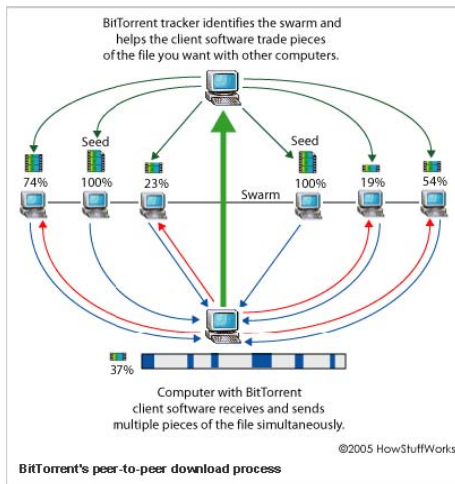 BitTorrent tracker identifies the swarm and
helps the client software trade pieces
of the file you want with other computers.
Seed
Seed
74%
100%
23%
100%
19%
54%
Swarm
37%
Computer with BitTorrent
client software receives and sends
multiple pieces of the file simultaneously.
©2005 HowStuffWorks
BitTorrent's peer-to-peer download process